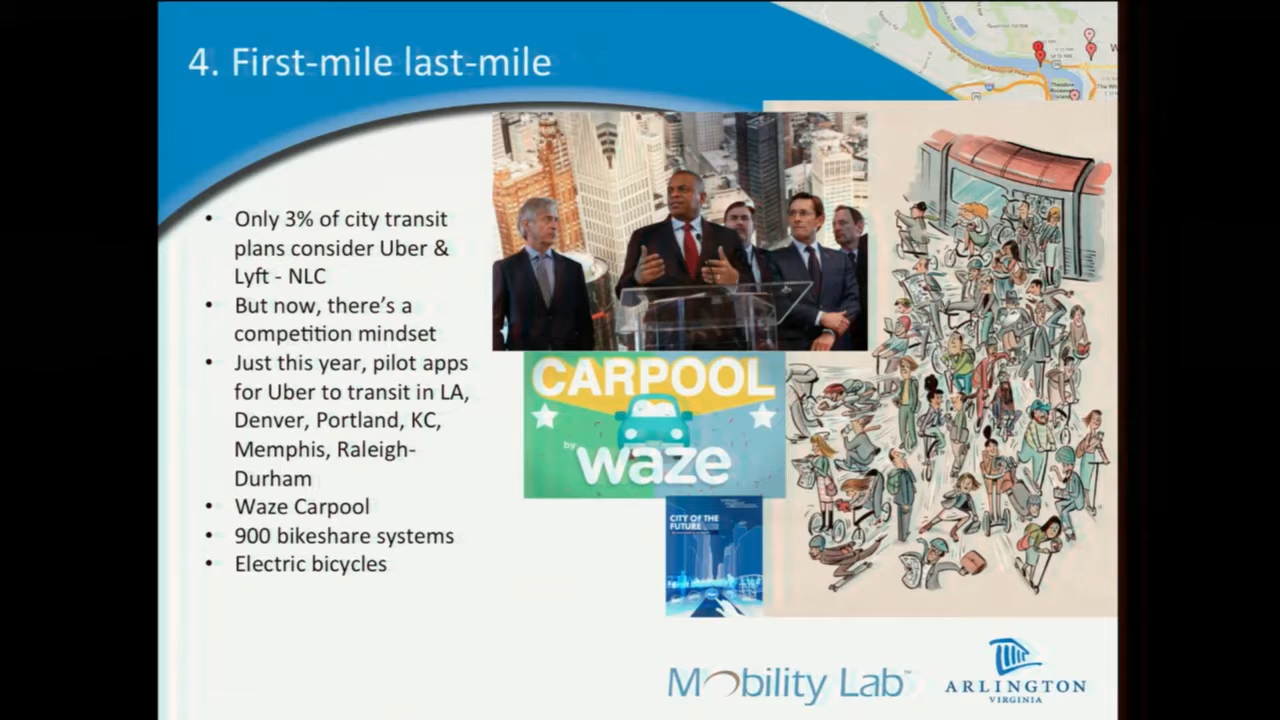 4. First-mile last-mile
• Only 3% of city transit
plans consider Uber &
Lyft - NLC
• But now, there's a
competition mindset
• Just this year, pilot apps
for Uber to transit in LA,
Denver, Portland, KC,
Memphis, Raleigh-
Durham
• Waze Carpool
• 900 bikeshare systems
• Electric bicycles
CARPOOL
by waze
CITY OF THE
FUTURE
Mobility Lab™
ARLINGTON
VIRGINIA